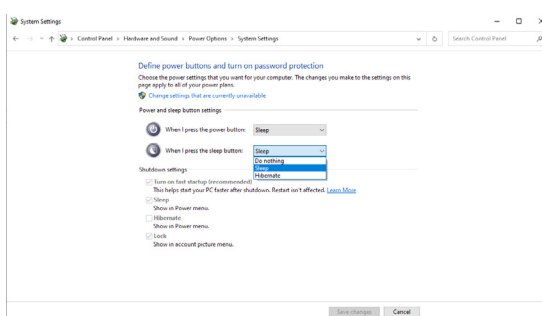 System Settings
Control Panel > Hardware and Sound > Power Options > System Settings
Search Control Panel
Define power buttons and turn on password protection
Choose the power settings that you want for your computer. The changes you make to the settings on this
page apply to all of your power plans.
Change settings that are currently unavailable
Power and sleep button settings
When I press the power button: Sleep
When I press the sleep button: Sleep
Do nothing
Sleep
Hibernate
Shutdown settings
Turn on fast startup (recommended)
This helps start your PC faster after shutdown. Restart isn't affected. Learn More
Sleep
Show in Power menu.
Hibernate
Show in Power menu.
Lock
Show in account picture menu.
Save changes Cancel